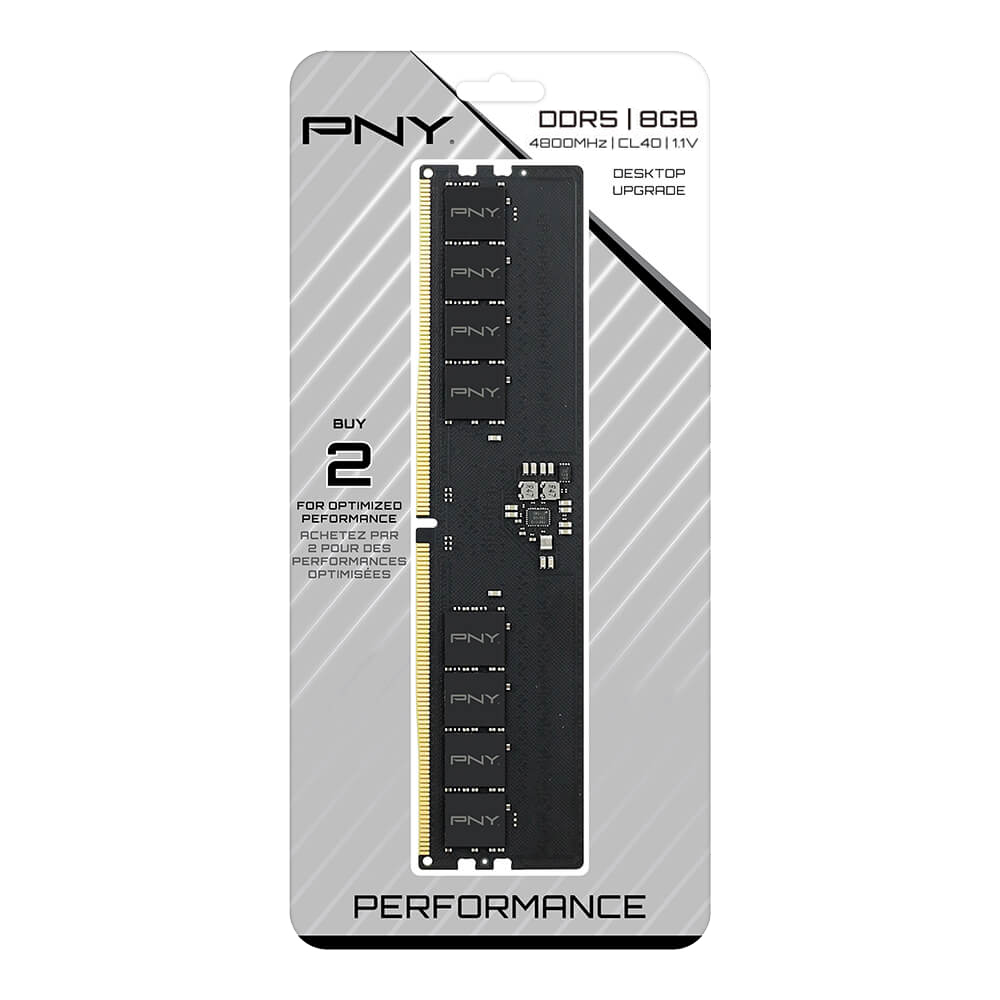 PNY
DDR5 | 8GB
4800MHz | CL40 | 1.1V
DESKTOP
UPGRADE
PNY
PNY
PNY
PNY
BUY
2
FOR OPTIMIZED
PEFORMANCE
ACHETEZ PAR
2 POUR DES
PERFORMANCES
OPTIMISÉES
PNY
PNY
PNY
PNY
PERFORMANCE